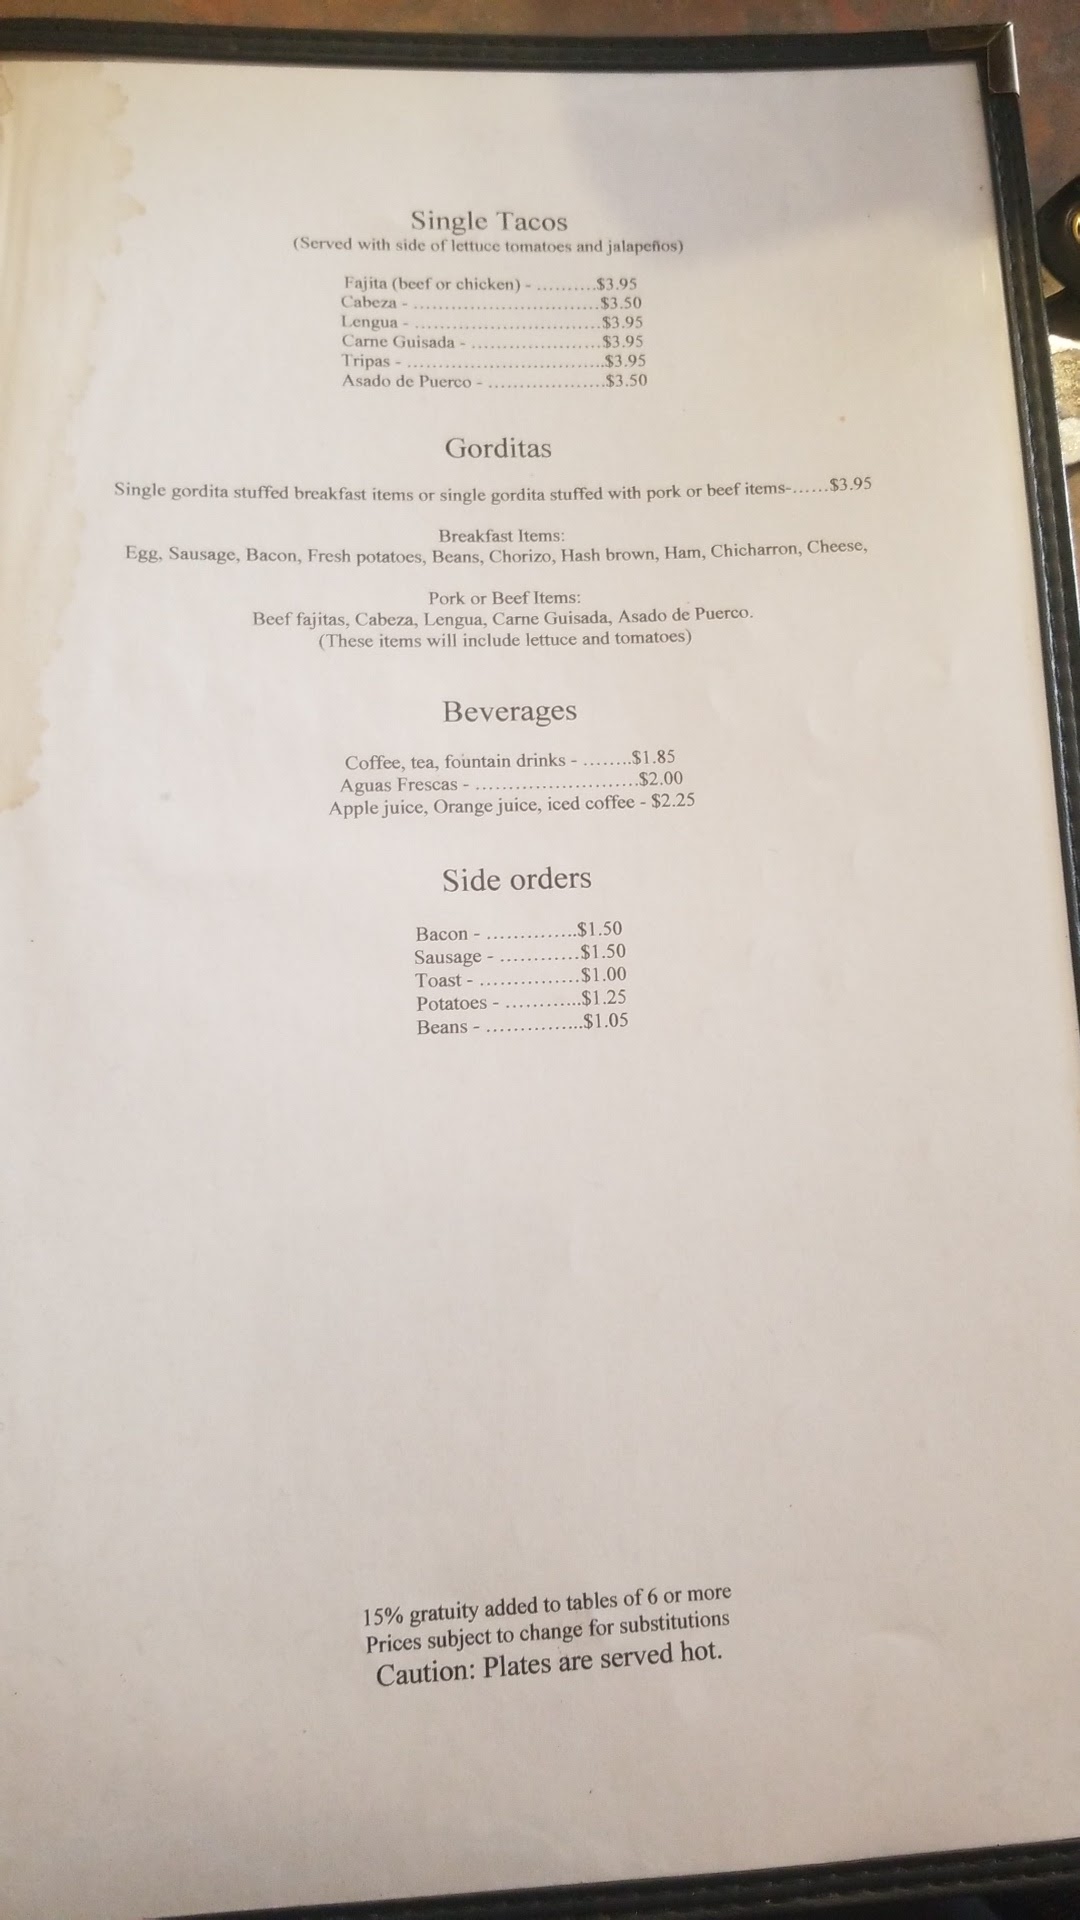 Single Tacos
(Served with side of lettuce tomatoes and jalapeños)
Fajita (beef or chicken) - ..........$3.95
Cabeza - ............................$3.50
Lengua - ............................$3.95
Carne Guisada - ....................$3.95
Tripas - ..............................$3.95
Asado de Puerco - ..................$3.50
Gorditas
Single gordita stuffed breakfast items or single gordita stuffed with pork or beef items-......$3.95
Breakfast Items:
Egg, Sausage, Bacon, Fresh potatoes, Beans, Chorizo, Hash brown, Ham, Chicharron, Cheese,
Pork or Beef Items:
Beef fajitas, Cabeza, Lengua, Carne Guisada, Asado de Puerco.
(These items will include lettuce and tomatoes)
Beverages
Coffee, tea, fountain drinks - ........$1.85
Aguas Frescas - .........................$2.00
Apple juice, Orange juice, iced coffee - $2.25
Side orders
Bacon - ..............$1.50
Sausage - ............$1.50
Toast - ...............$1.00
Potatoes - ............$1.25
Beans - ...............$1.05
15% gratuity added to tables of 6 or more
Prices subject to change for substitutions
Caution: Plates are served hot.